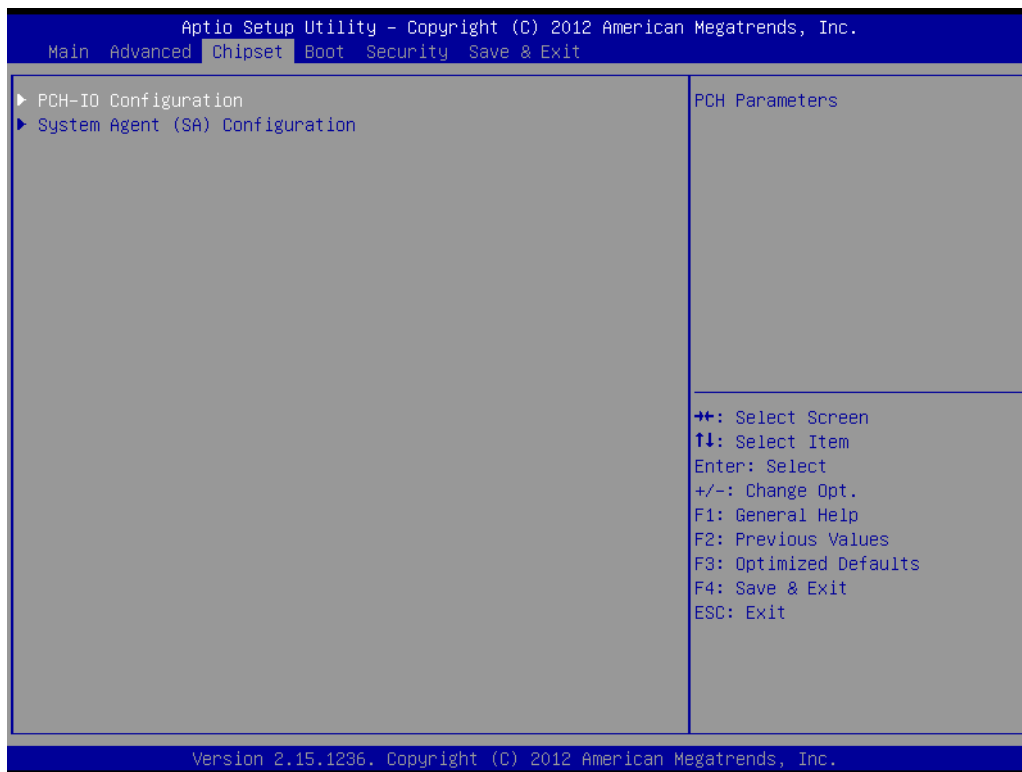 Aptio Setup Utility – Copyright (C) 2012 American Megatrends, Inc.
Main Advanced Chipset Boot Security Save & Exit
▶ PCH-IO Configuration
▶ System Agent (SA) Configuration
PCH Parameters
→←: Select Screen
↑↓: Select Item
Enter: Select
+/-: Change Opt.
F1: General Help
F2: Previous Values
F3: Optimized Defaults
F4: Save & Exit
ESC: Exit
Version 2.15.1236. Copyright (C) 2012 American Megatrends, Inc.